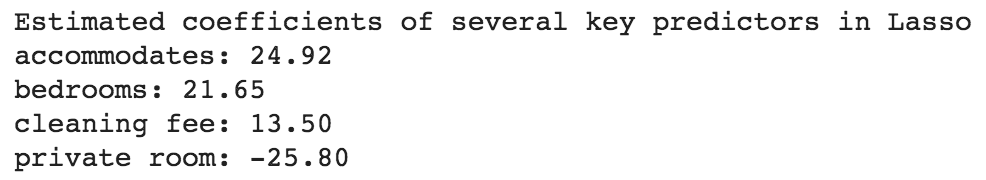 Estimated coefficients of several key predictors in Lasso
accommodates: 24.92
bedrooms: 21.65
cleaning fee: 13.50
private room: -25.80